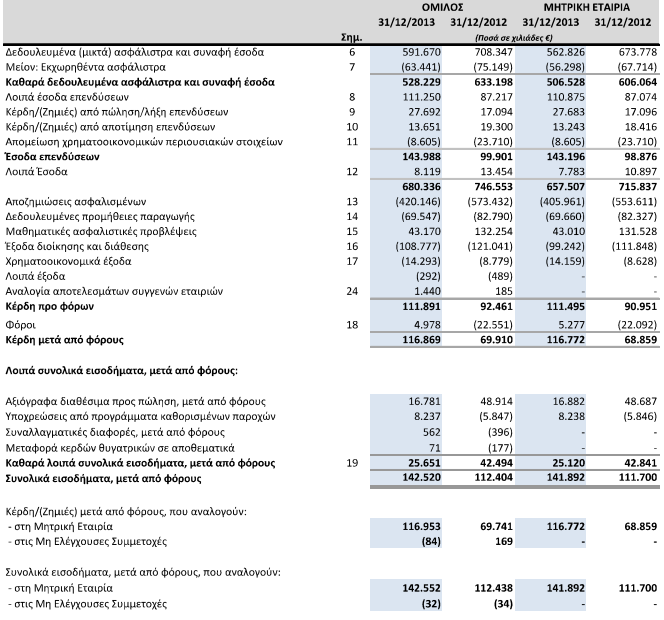 ΟΜΙΛΟΣ ΜΗΤΡΙΚΗ ΕΤΑΙΡΙΑ
31/12/2013 31/12/2012 31/12/2013 31/12/2012
Σημ. (Ποσά σε χιλιάδες €)
Δεδουλευμένα (μικτά) ασφάλιστρα και συναφή έσοδα 6 591.670 708.347 562.826 673.778
Μείον: Εκχωρηθέντα ασφάλιστρα 7 (63.441) (75.149) (56.298) (67.714)
Καθαρά δεδουλευμένα ασφάλιστρα και συναφή έσοδα 528.229 633.198 506.528 606.064
Λοιπά έσοδα επενδύσεων 8 111.250 87.217 110.875 87.074
Κέρδη/(Ζημιές) από πώληση/λήξη επενδύσεων 9 27.692 17.094 27.683 17.096
Κέρδη/(Ζημιές) από αποτίμηση επενδύσεων 10 13.651 19.300 13.243 18.416
Απομείωση χρηματοοικονομικών περιουσιακών στοιχείων 11 (8.605) (23.710) (8.605) (23.710)
Έσοδα επενδύσεων 143.988 99.901 143.196 98.876
Λοιπά Έσοδα 12 8.119 13.454 7.783 10.897
680.336 746.553 657.507 715.837
Αποζημιώσεις ασφαλισμένων 13 (420.146) (573.432) (405.961) (553.611)
Δεδουλευμένες προμήθειες παραγωγής 14 (69.547) (82.790) (69.660) (82.327)
Μαθηματικές ασφαλιστικές προβλέψεις 15 43.170 132.254 43.010 131.528
Έξοδα διοίκησης και διάθεσης 16 (108.777) (121.041) (99.242) (111.848)
Χρηματοοικονομικά έξοδα 17 (14.293) (8.779) (14.159) (8.628)
Λοιπά έξοδα (292) (489) - -
Αναλογία αποτελεσμάτων συγγενών εταιριών 24 1.440 185 - -
Κέρδη προ φόρων 111.891 92.461 111.495 90.951
Φόροι 18 4.978 (22.551) 5.277 (22.092)
Κέρδη μετά από φόρους 116.869 69.910 116.772 68.859
Λοιπά συνολικά εισοδήματα, μετά από φόρους:
Αξιόγραφα διαθέσιμα προς πώληση, μετά από φόρους 16.781 48.914 16.882 48.687
Υποχρεώσεις από προγράμματα καθορισμένων παροχών 8.237 (5.847) 8.238 (5.846)
Συναλλαγματικές διαφορές, μετά από φόρους 562 (396) - -
Μεταφορά κερδών θυγατρικών σε αποθεματικά 71 (177) - -
Καθαρά λοιπά συνολικά εισοδήματα, μετά από φόρους 19 25.651 42.494 25.120 42.841
Συνολικά εισοδήματα, μετά από φόρους 142.520 112.404 141.892 111.700
Κέρδη/(Ζημιές) μετά από φόρους, που αναλογούν:
- στη Μητρική Εταιρία 116.953 69.741 116.772 68.859
- στις Μη Ελέγχουσες Συμμετοχές (84) 169 - -
Συνολικά εισοδήματα, μετά από φόρους, που αναλογούν:
- στη Μητρική Εταιρία 142.552 112.438 141.892 111.700
- στις Μη Ελέγχουσες Συμμετοχές (32) (34) - -